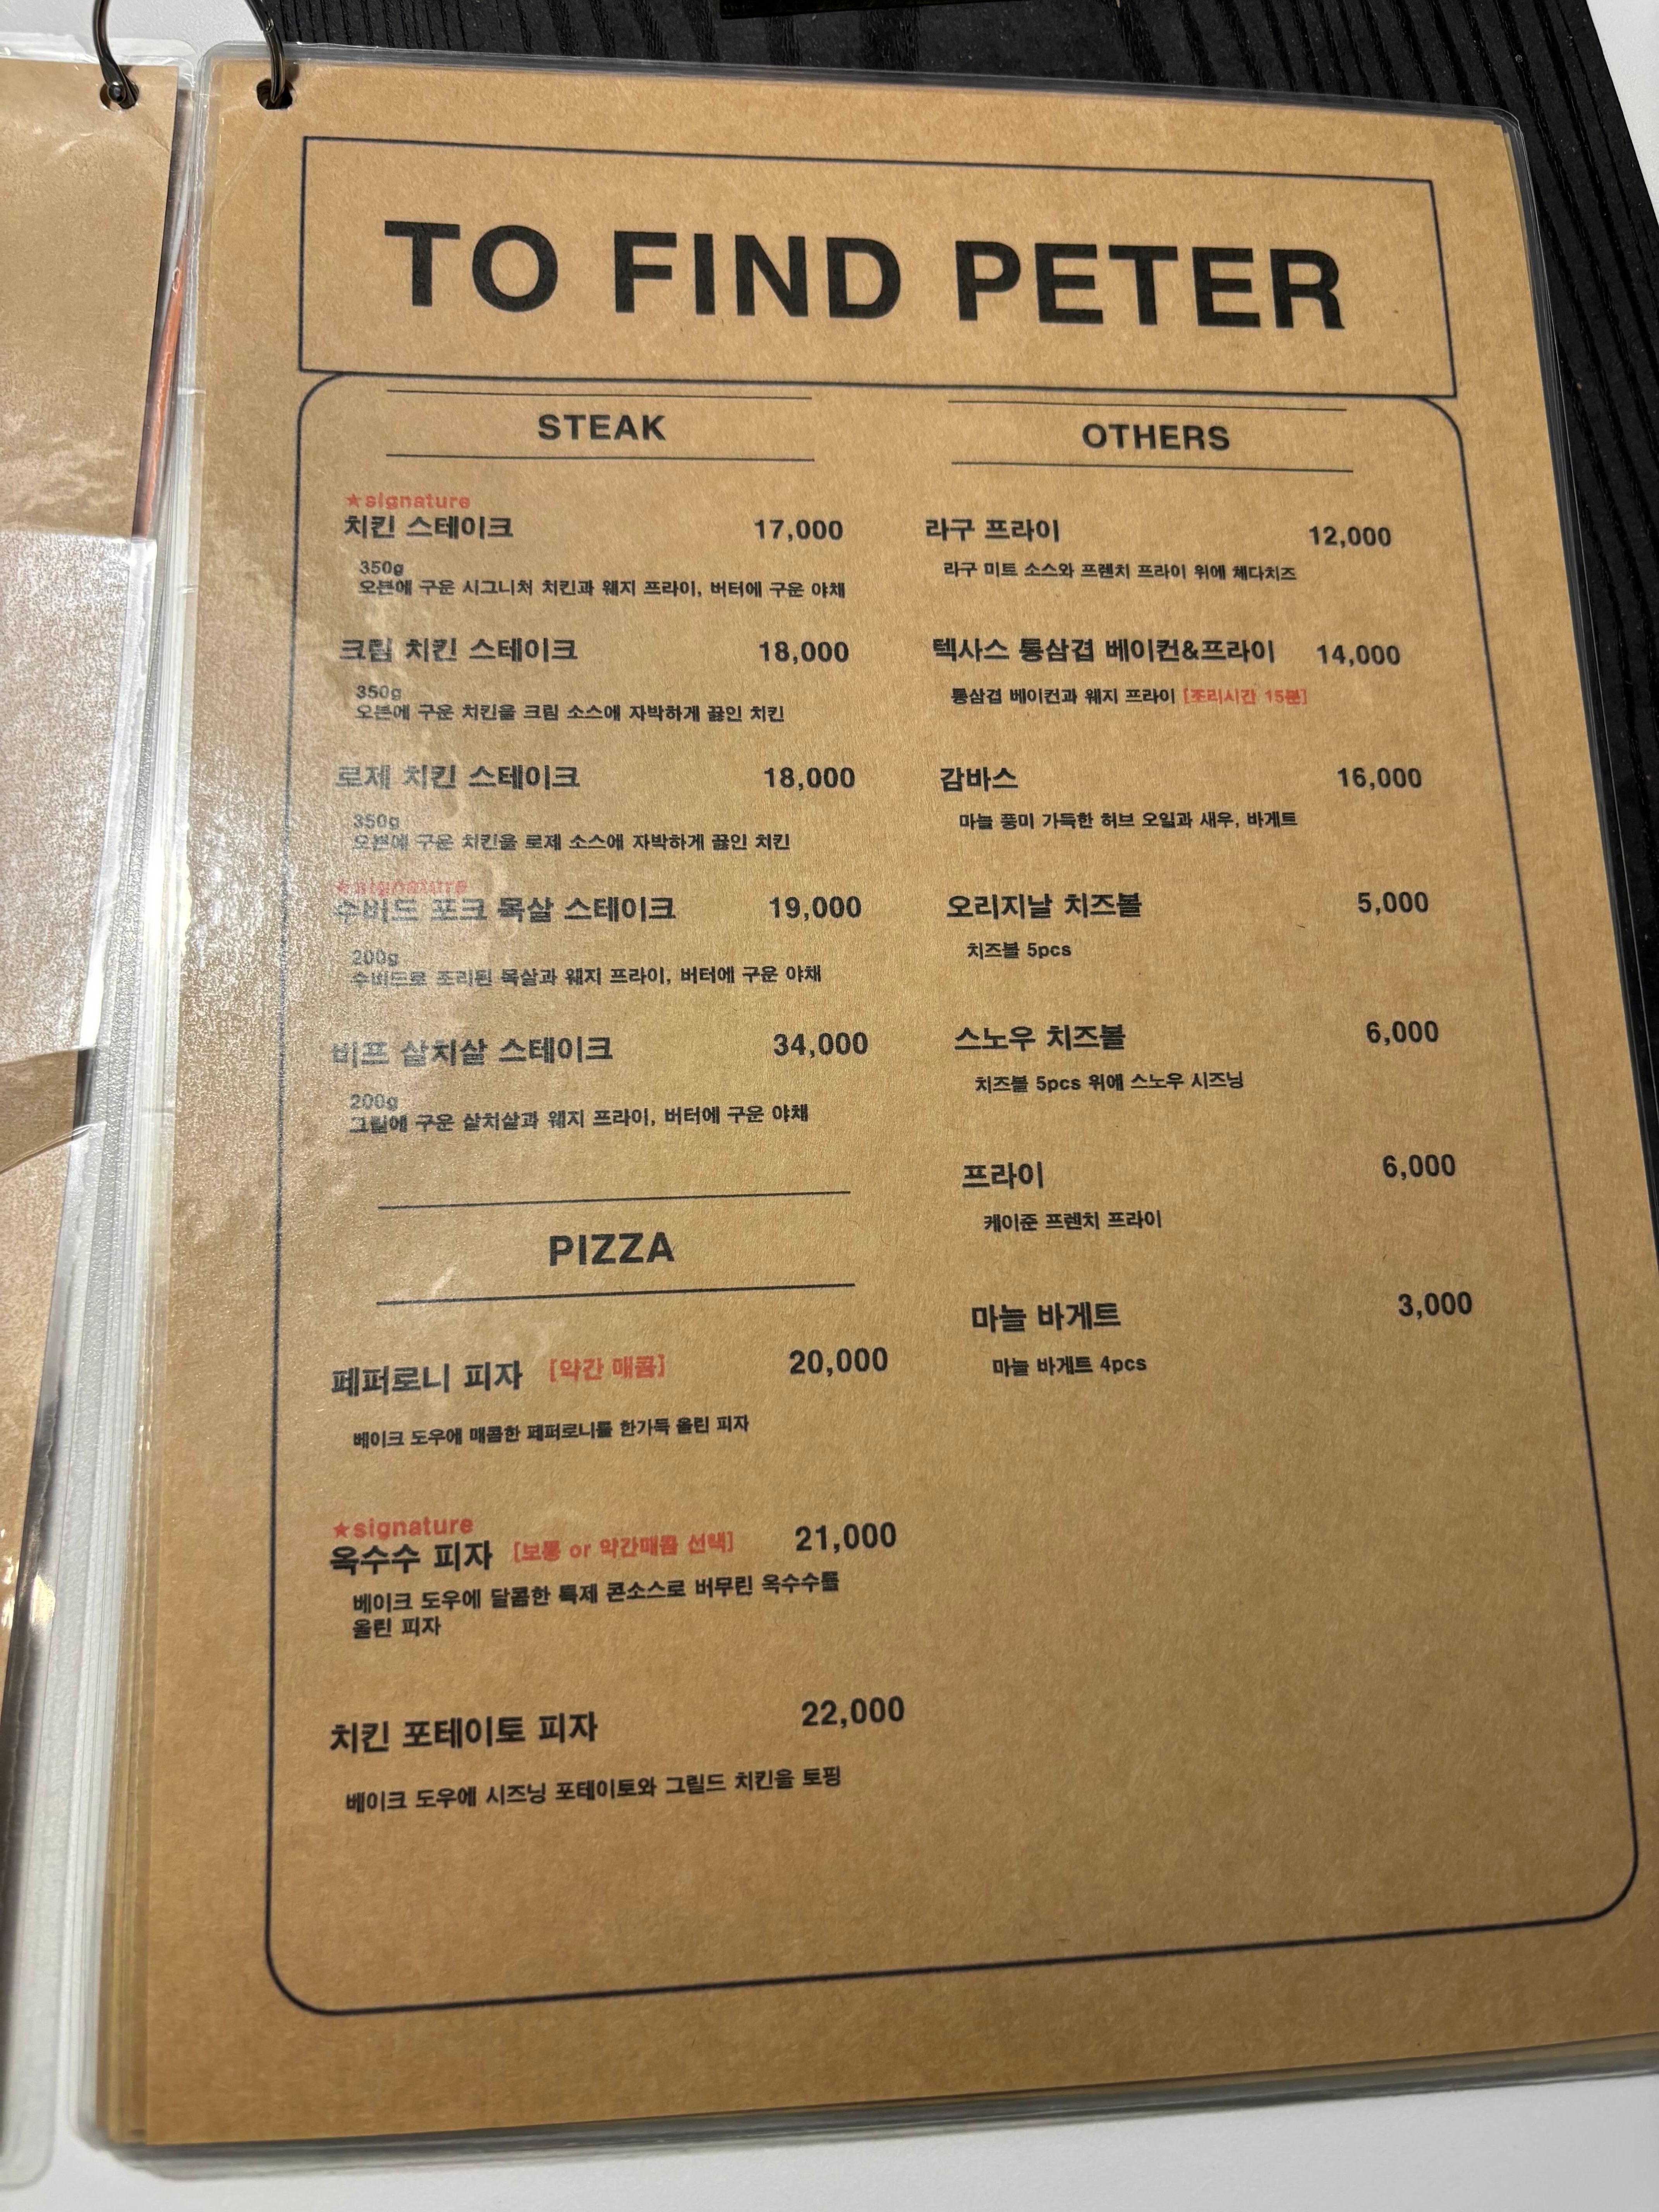 TO FIND PETER
STEAK
★signature
치킨 스테이크 17,000
350g
오븐에 구운 시그니처 치킨과 웨지 프라이, 버터에 구운 야채
크림 치킨 스테이크 18,000
350g
오븐에 구운 치킨을 크림 소스에 자박하게 끓인 치킨
로제 치킨 스테이크 18,000
350g
오븐에 구운 치킨을 로제 소스에 자박하게 끓인 치킨
★signature
수비드 포크 목살 스테이크 19,000
200g
수비드로 조리된 목살과 웨지 프라이, 버터에 구운 야채
비프 살치살 스테이크 34,000
200g
그릴에 구운 살치살과 웨지 프라이, 버터에 구운 야채
PIZZA
페퍼로니 피자 [약간 매콤] 20,000
베이크 도우에 매콤한 페퍼로니를 한가득 올린 피자
★signature
옥수수 피자 [보통 or 약간매콤 선택] 21,000
베이크 도우에 달콤한 특제 콘소스로 버무린 옥수수를
올린 피자
치킨 포테이토 피자 22,000
베이크 도우에 시즈닝 포테이토와 그릴드 치킨을 토핑
OTHERS
라구 프라이 12,000
라구 미트 소스와 프렌치 프라이 위에 체다치즈
텍사스 통삼겹 베이컨&프라이 14,000
통삼겹 베이컨과 웨지 프라이 [조리시간 15분]
감바스 16,000
마늘 풍미 가득한 허브 오일과 새우, 바게트
오리지날 치즈볼 5,000
치즈볼 5pcs
스노우 치즈볼 6,000
치즈볼 5pcs 위에 스노우 시즈닝
프라이 6,000
케이준 프렌치 프라이
마늘 바게트 3,000
마늘 바게트 4pcs